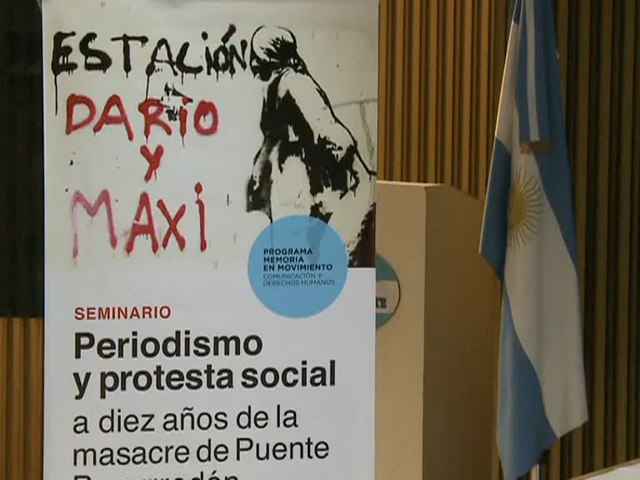 ESTACIÓN
DARÍO
Y
MAXI
PROGRAMA
MEMORIA
EN MOVIMIENTO
COMUNICACIÓN Y
DERECHOS HUMANOS
SEMINARIO
Periodismo
y protesta social
a diez años de la
masacre de Puente